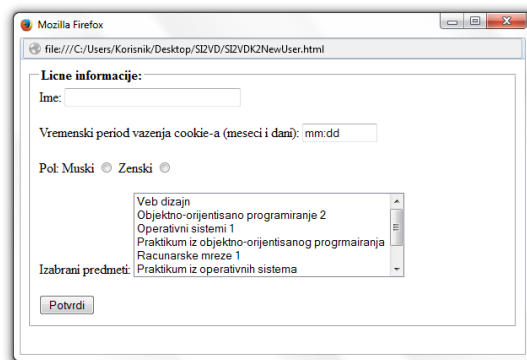 Mozilla Firefox
file:///C:/Users/Korisnik/Desktop/SI2VD/SI2VDK2NewUser.html
Licne informacije:
Ime:
Vremenski period vazenja cookie-a (meseci i dani): mm:dd
Pol: Muski Zenski
Veb dizajn
Objektno-orijentisano programiranje 2
Operativni sistemi 1
Praktikum iz objektno-orijentisanog progrmairanja
Racunarske mreze 1
Izabrani predmeti: Praktikum iz operativnih sistema
Potvrdi